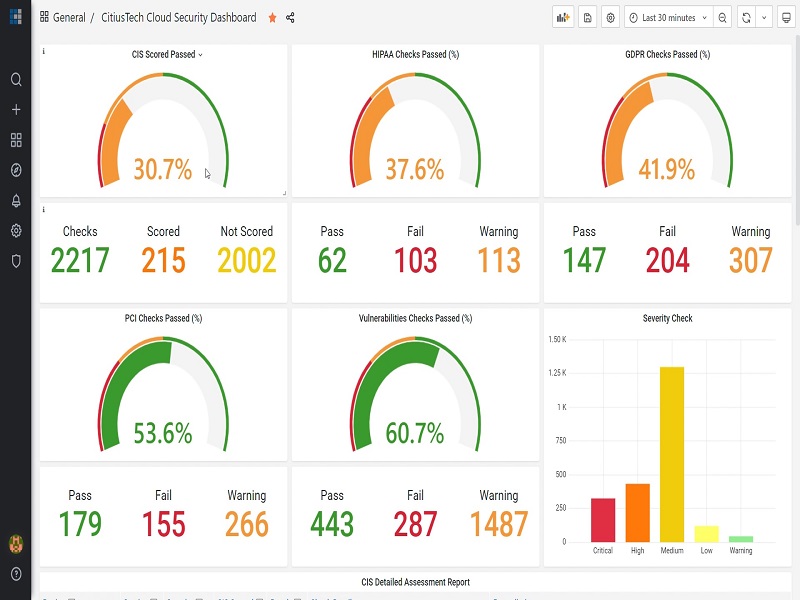 General / CitiusTech Cloud Security Dashboard
Last 30 minutes
CIS Scored Passed
30.7%
HIPAA Checks Passed (%)
37.6%
GDPR Checks Passed (%)
41.9%
Checks Scored Not Scored
2217 215 2002
Pass Fail Warning
62 103 113
Pass Fail Warning
147 204 307
PCI Checks Passed (%)
53.6%
Vulnerabilities Checks Passed (%)
60.7%
Severity Check
1.50 K
1.25 K
1 K
750
500
250
0
Critical High Medium Low Warning
Pass Fail Warning
179 155 266
Pass Fail Warning
443 287 1487
CIS Detailed Assessment Report